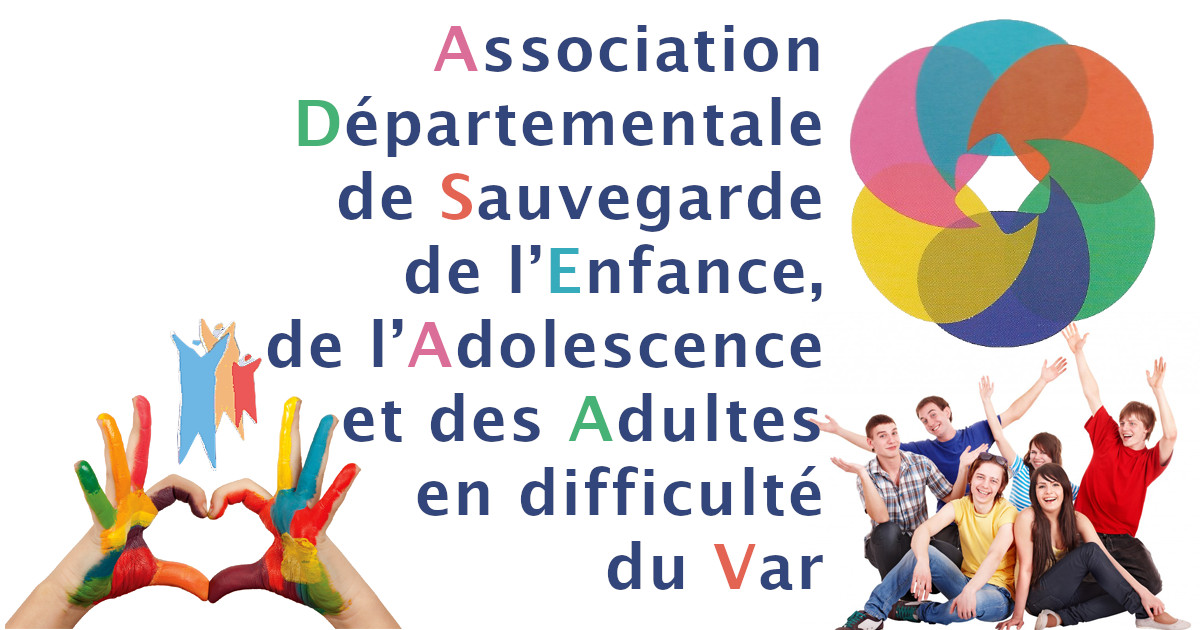 Association
Départementale
de Sauvegarde
de l’Enfance,
de l’Adolescence
et des Adultes
en difficulté
du Var